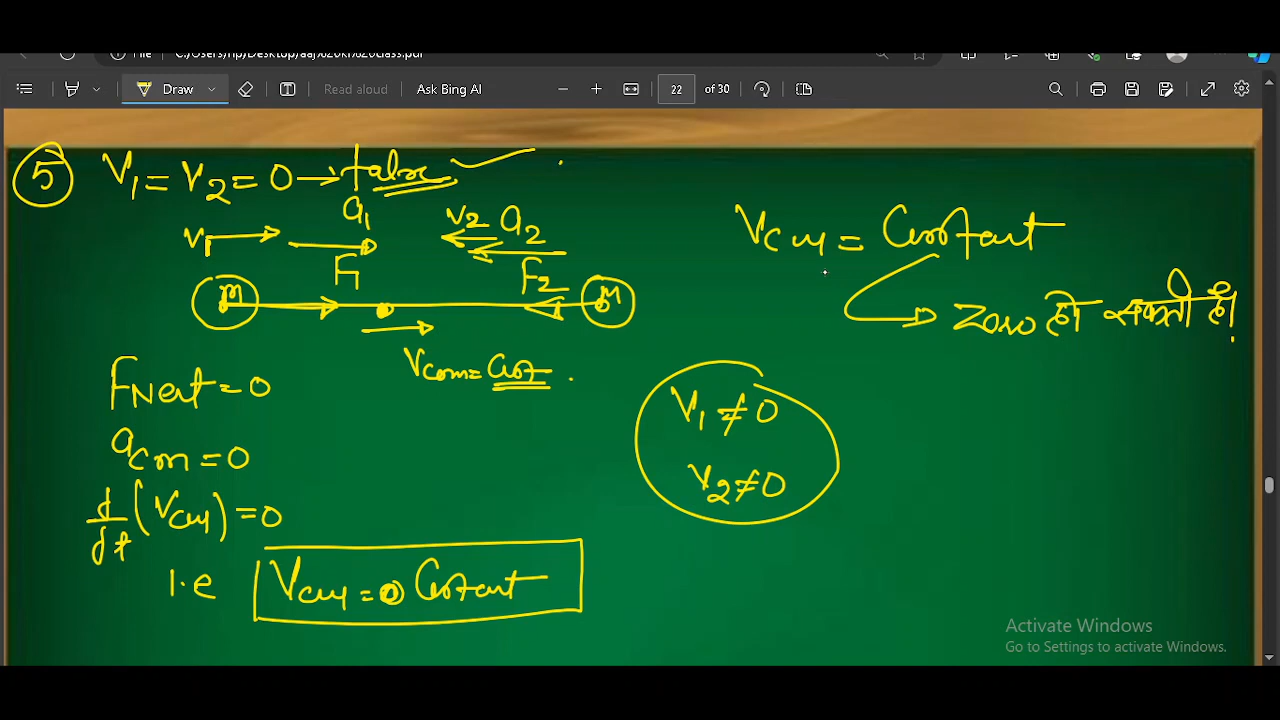 File C:/Users/hp/Desktop/aaj%20ki%20class.pdf
Draw Read aloud Ask Bing AI 22 of 30
5 V1 = V2 = 0 → false
a1
V1
v2 a2
F1
F2
M
M
Vcom = Const
FNet = 0
acm = 0
d/dt (Vcm) = 0
i.e Vcm = Constant
Vcm = Constant
Zero हो सकती है।
V1 ≠ 0
V2 ≠ 0
Activate Windows
Go to Settings to activate Windows.